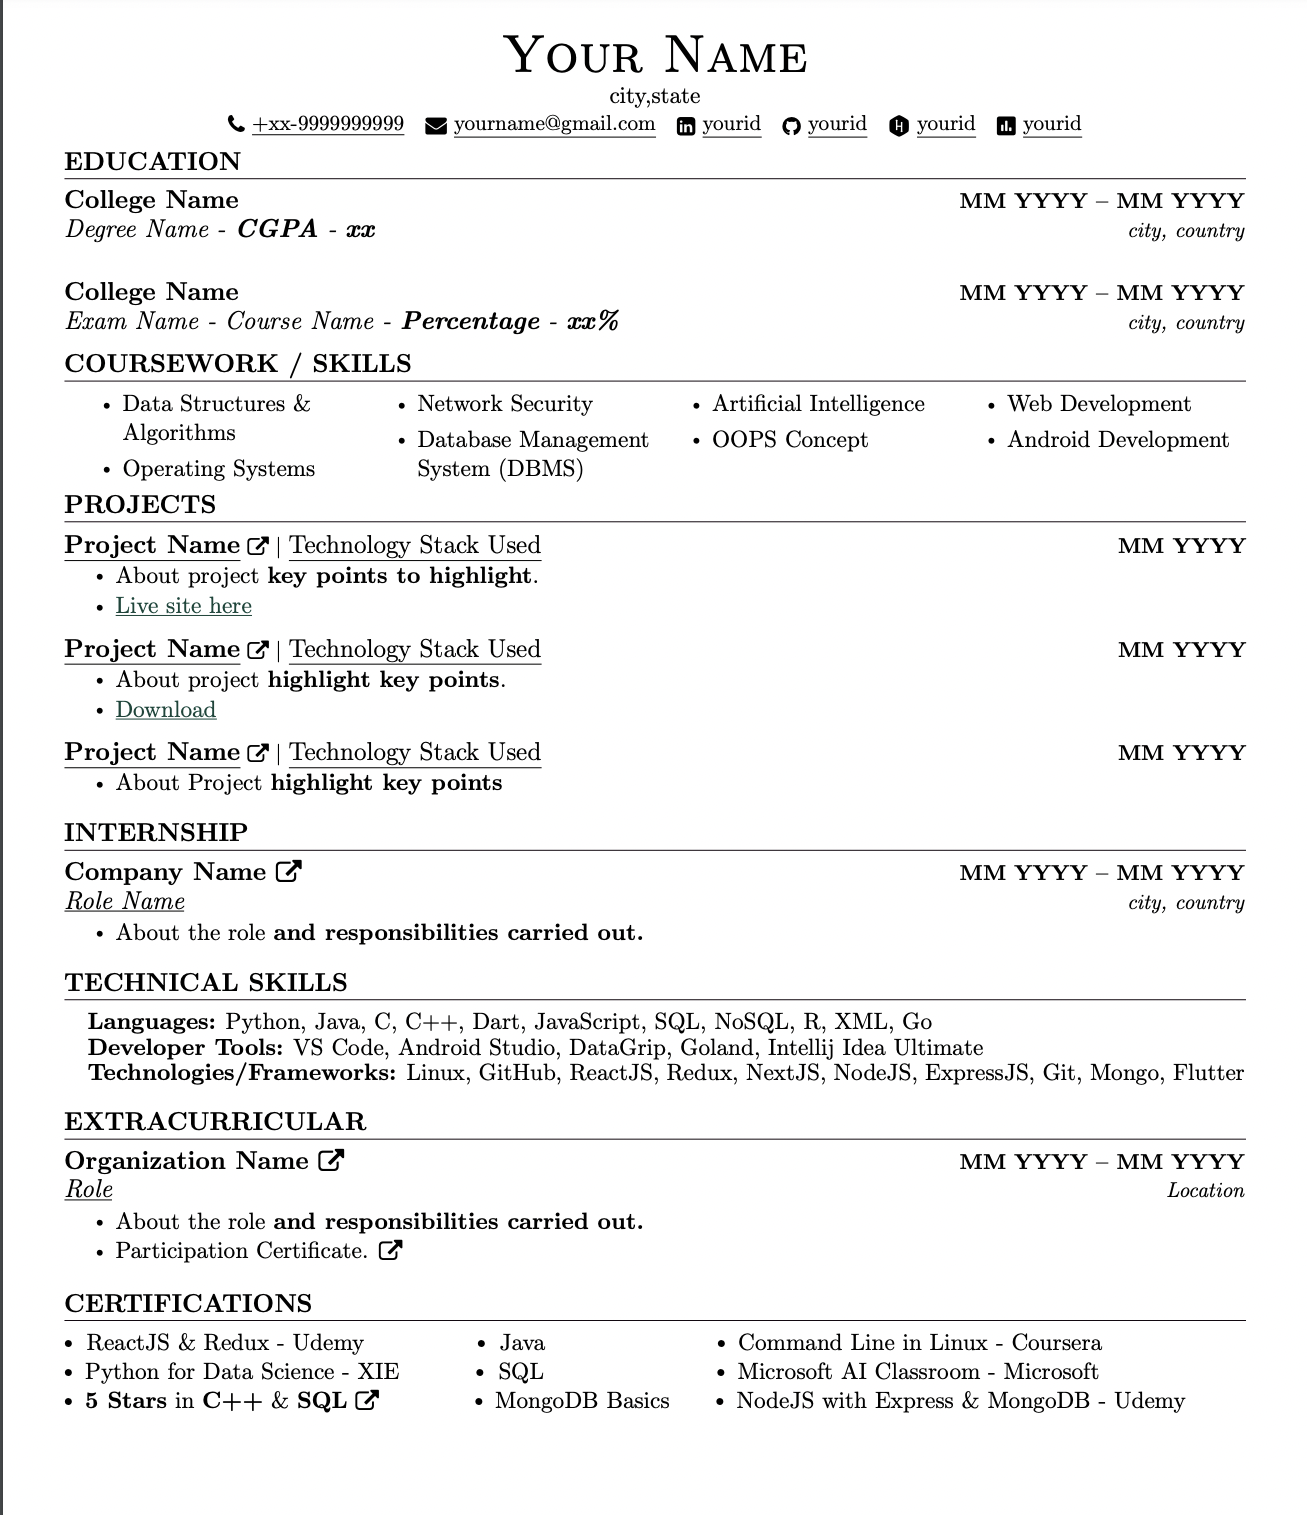 Your Name
city,state
+xx-9999999999 yourname@gmail.com yourid yourid yourid yourid
EDUCATION
College Name MM YYYY – MM YYYY
Degree Name - CGPA - xx city, country
College Name MM YYYY – MM YYYY
Exam Name - Course Name - Percentage - xx% city, country
COURSEWORK / SKILLS
• Data Structures &
Algorithms
• Operating Systems
• Network Security
• Database Management
System (DBMS)
• Artificial Intelligence
• OOPS Concept
• Web Development
• Android Development
PROJECTS
Project Name | Technology Stack Used MM YYYY
• About project key points to highlight.
• Live site here
Project Name | Technology Stack Used MM YYYY
• About project highlight key points.
• Download
Project Name | Technology Stack Used MM YYYY
• About Project highlight key points
INTERNSHIP
Company Name MM YYYY – MM YYYY
Role Name city, country
• About the role and responsibilities carried out.
TECHNICAL SKILLS
Languages: Python, Java, C, C++, Dart, JavaScript, SQL, NoSQL, R, XML, Go
Developer Tools: VS Code, Android Studio, DataGrip, Goland, Intellij Idea Ultimate
Technologies/Frameworks: Linux, GitHub, ReactJS, Redux, NextJS, NodeJS, ExpressJS, Git, Mongo, Flutter
EXTRACURRICULAR
Organization Name MM YYYY – MM YYYY
Role Location
• About the role and responsibilities carried out.
• Participation Certificate.
CERTIFICATIONS
• ReactJS & Redux - Udemy
• Python for Data Science - XIE
• 5 Stars in C++ & SQL
• Java
• SQL
• MongoDB Basics
• Command Line in Linux - Coursera
• Microsoft AI Classroom - Microsoft
• NodeJS with Express & MongoDB - Udemy